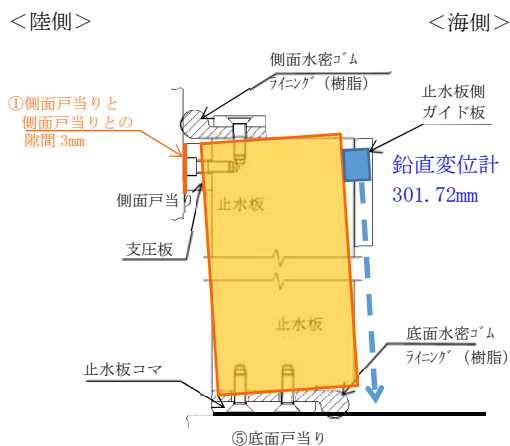 ＜陸側＞
＜海側＞
側面水密ｺﾞﾑ
ﾗｲﾆﾝｸﾞ（樹脂）
①側面戸当りと
側面戸当りとの
隙間 3mm
止水板側
ガイド板
鉛直変位計
301.72mm
側面戸当り
止水板
支圧板
止水板
底面水密ｺﾞﾑ
ﾗｲﾆﾝｸﾞ（樹脂）
止水板コマ
⑤底面戸当り